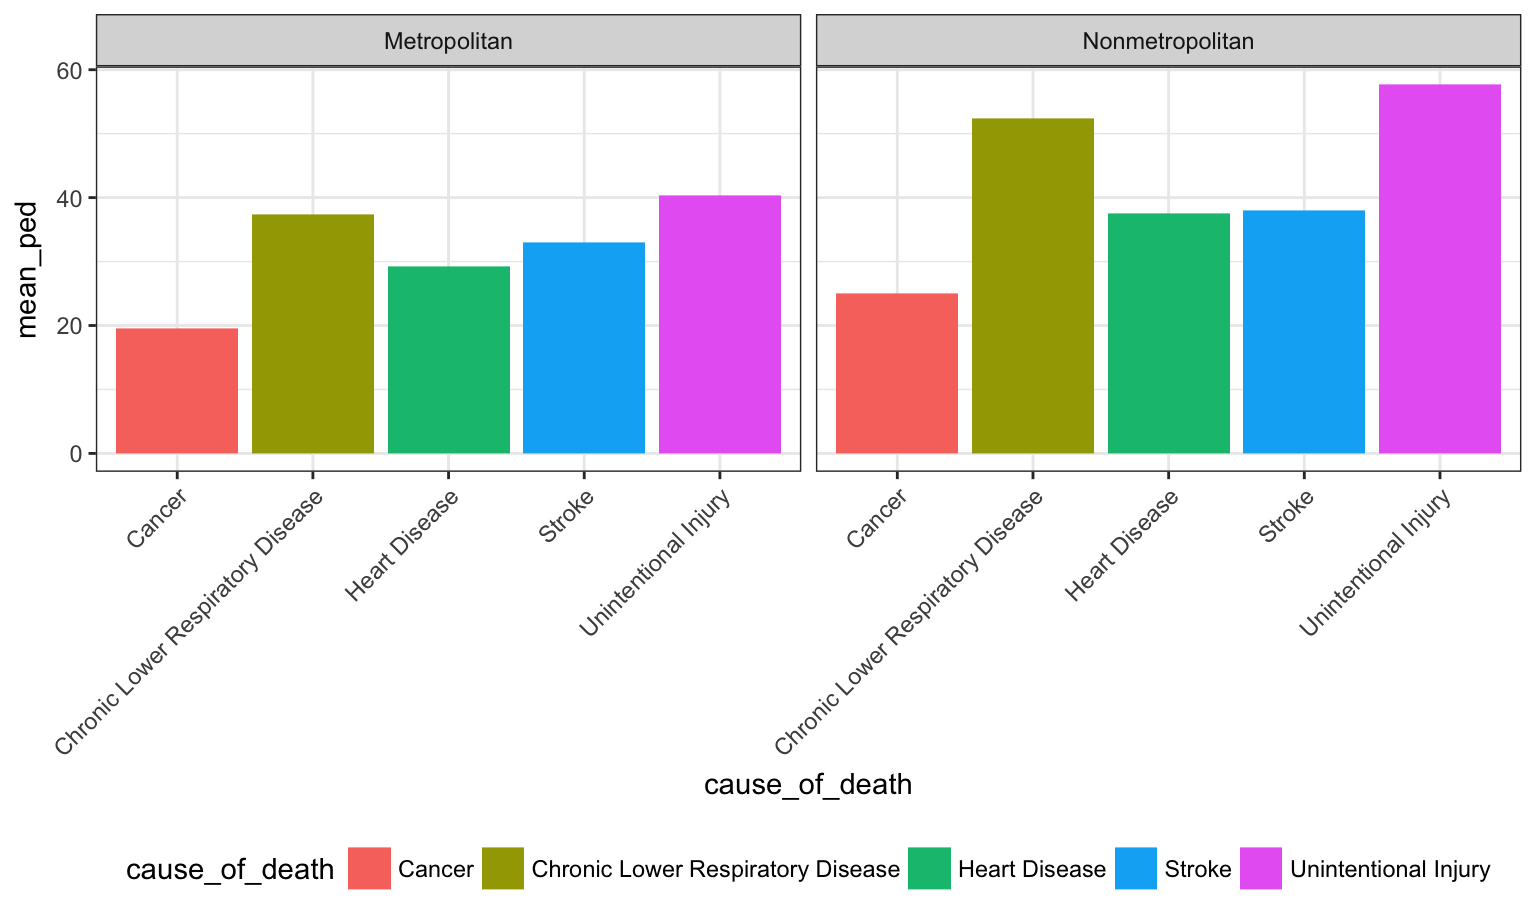 Metropolitan
Nonmetropolitan
mean_ped
60
40
20
0
Cancer
Chronic Lower Respiratory Disease
Heart Disease
Stroke
Unintentional Injury
Cancer
Chronic Lower Respiratory Disease
Heart Disease
Stroke
Unintentional Injury
cause_of_death
cause_of_death Cancer Chronic Lower Respiratory Disease Heart Disease Stroke Unintentional Injury